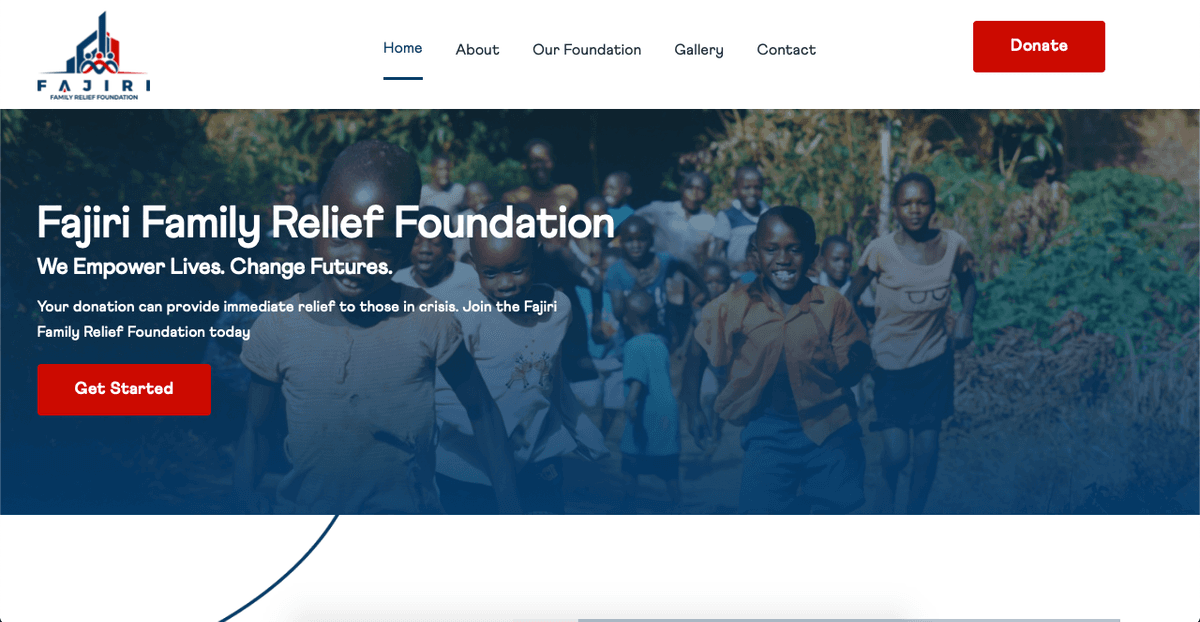 FAJIRI
FAMILY RELIEF FOUNDATION
Home
About
Our Foundation
Gallery
Contact
Donate
Fajiri Family Relief Foundation
We Empower Lives. Change Futures.
Your donation can provide immediate relief to those in crisis. Join the Fajiri
Family Relief Foundation today
Get Started